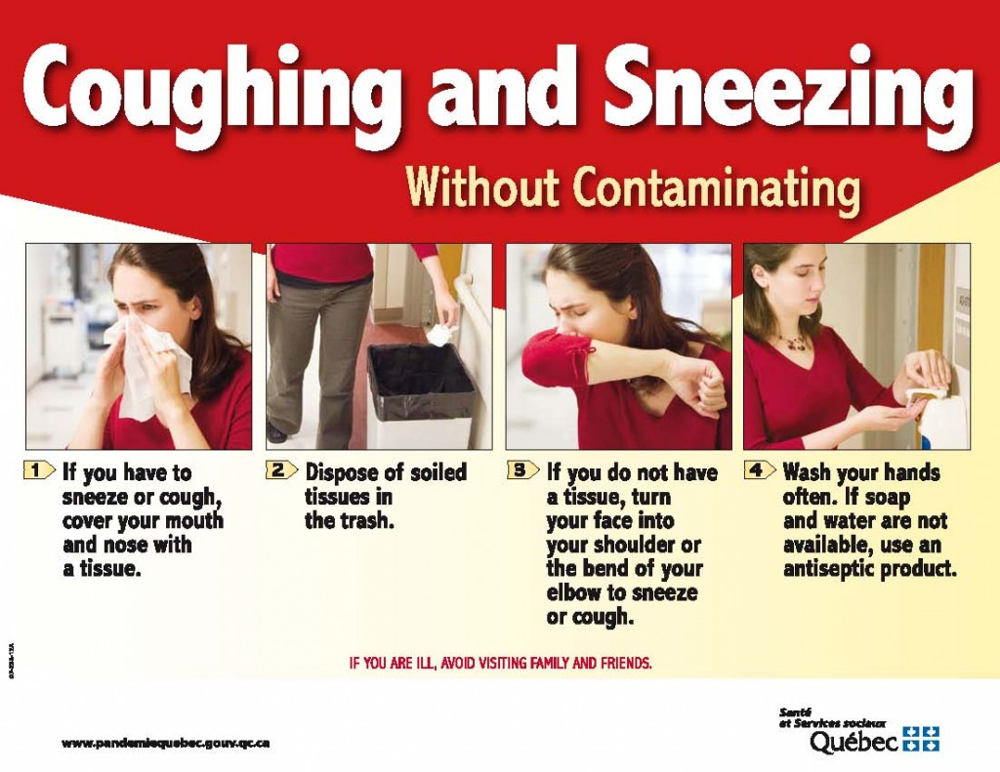 Coughing and Sneezing
Without Contaminating
1 If you have to
sneeze or cough,
cover your mouth
and nose with
a tissue.
2 Dispose of soiled
tissues in
the trash.
3 If you do not have
a tissue, turn
your face into
your shoulder or
the bend of your
elbow to sneeze
or cough.
4 Wash your hands
often. If soap
and water are not
available, use an
antiseptic product.
IF YOU ARE ILL, AVOID VISITING FAMILY AND FRIENDS.
www.pandemiequebec.gouv.qc.ca
Santé
et Services sociaux
Québec